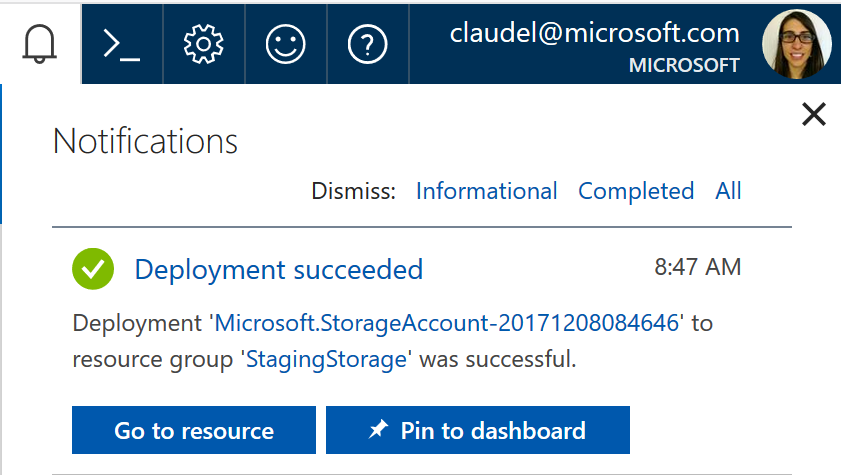 claudel@microsoft.com
MICROSOFT
Notifications
Dismiss: Informational Completed All
Deployment succeeded 8:47 AM
Deployment 'Microsoft.StorageAccount-20171208084646' to
resource group 'StagingStorage' was successful.
Go to resource Pin to dashboard